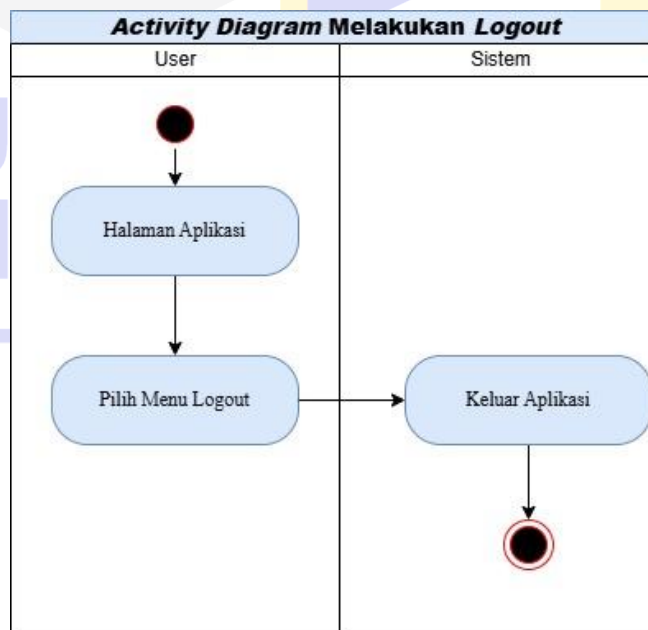 Activity Diagram Melakukan Logout
User
Sistem
Halaman Aplikasi
Pilih Menu Logout
Keluar Aplikasi